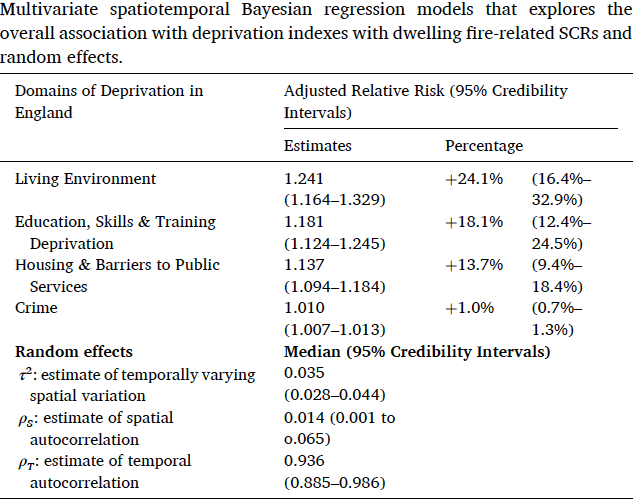 Multivariate spatiotemporal Bayesian regression models that explores the
overall association with deprivation indexes with dwelling fire-related SCRs and
random effects.
Domains of Deprivation in England Adjusted Relative Risk (95% Credibility Intervals)
Estimates Percentage
Living Environment 1.241 (1.164–1.329) +24.1% (16.4%–32.9%)
Education, Skills & Training Deprivation 1.181 (1.124–1.245) +18.1% (12.4%–24.5%)
Housing & Barriers to Public Services 1.137 (1.094–1.184) +13.7% (9.4%–18.4%)
Crime 1.010 (1.007–1.013) +1.0% (0.7%–1.3%)
Random effects Median (95% Credibility Intervals)
τ²: estimate of temporally varying spatial variation 0.035 (0.028–0.044)
ρS: estimate of spatial autocorrelation 0.014 (0.001 to o.065)
ρT: estimate of temporal autocorrelation 0.936 (0.885–0.986)